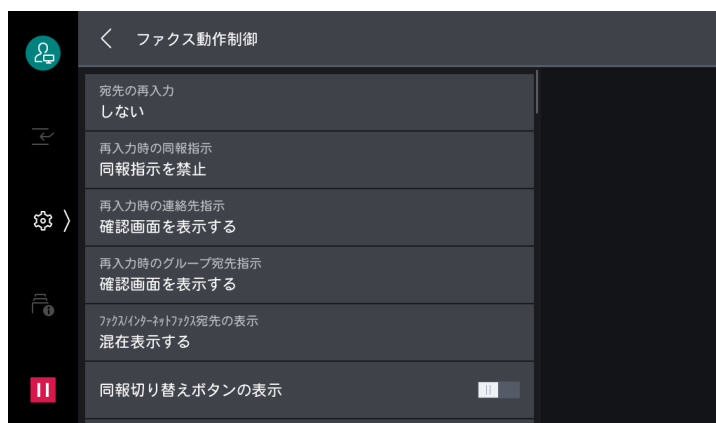 ファクス動作制御
宛先の再入力
しない
再入力時の同報指示
同報指示を禁止
再入力時の連絡先指示
確認画面を表示する
再入力時のグループ宛先指示
確認画面を表示する
ﾌｧｸｽ/ｲﾝﾀｰﾈｯﾄﾌｧｸｽ宛先の表示
混在表示する
同報切り替えボタンの表示